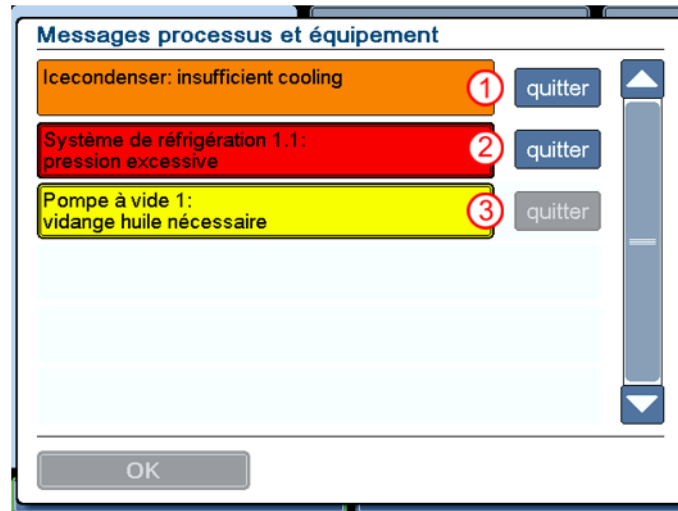 Messages processus et équipement
Icecondenser: insufficient cooling
1
quitter
Système de réfrigération 1.1:
pression excessive
2
quitter
Pompe à vide 1:
vidange huile nécessaire
3
quitter
OK